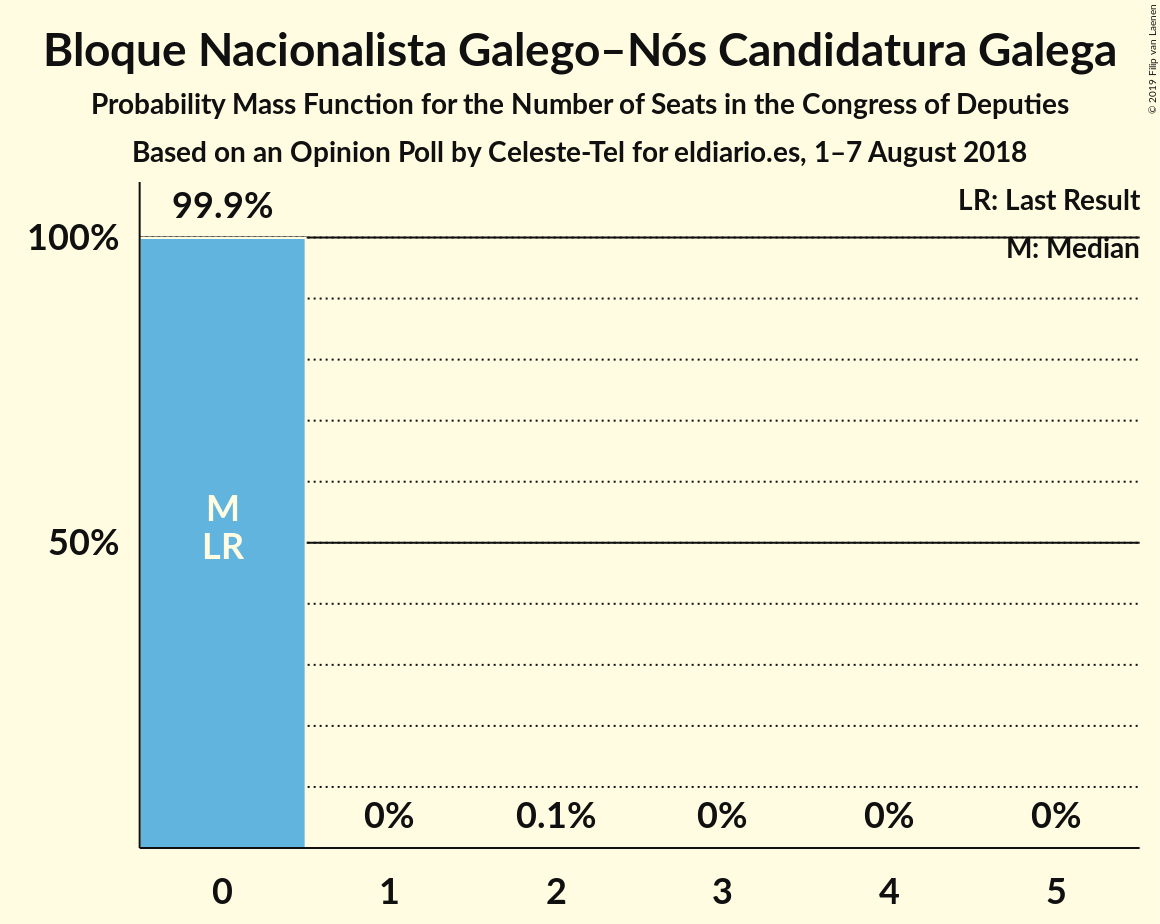 Bloque Nacionalista Galego–Nós Candidatura Galega
Probability Mass Function for the Number of Seats in the Congress of Deputies
Based on an Opinion Poll by Celeste-Tel for eldiario.es, 1–7 August 2018
© 2019 Filip van Laenen
99.9%
LR: Last Result
100%
M: Median
M
LR
50%
0% 0.1% 0% 0% 0%
0 1 2 3 4 5